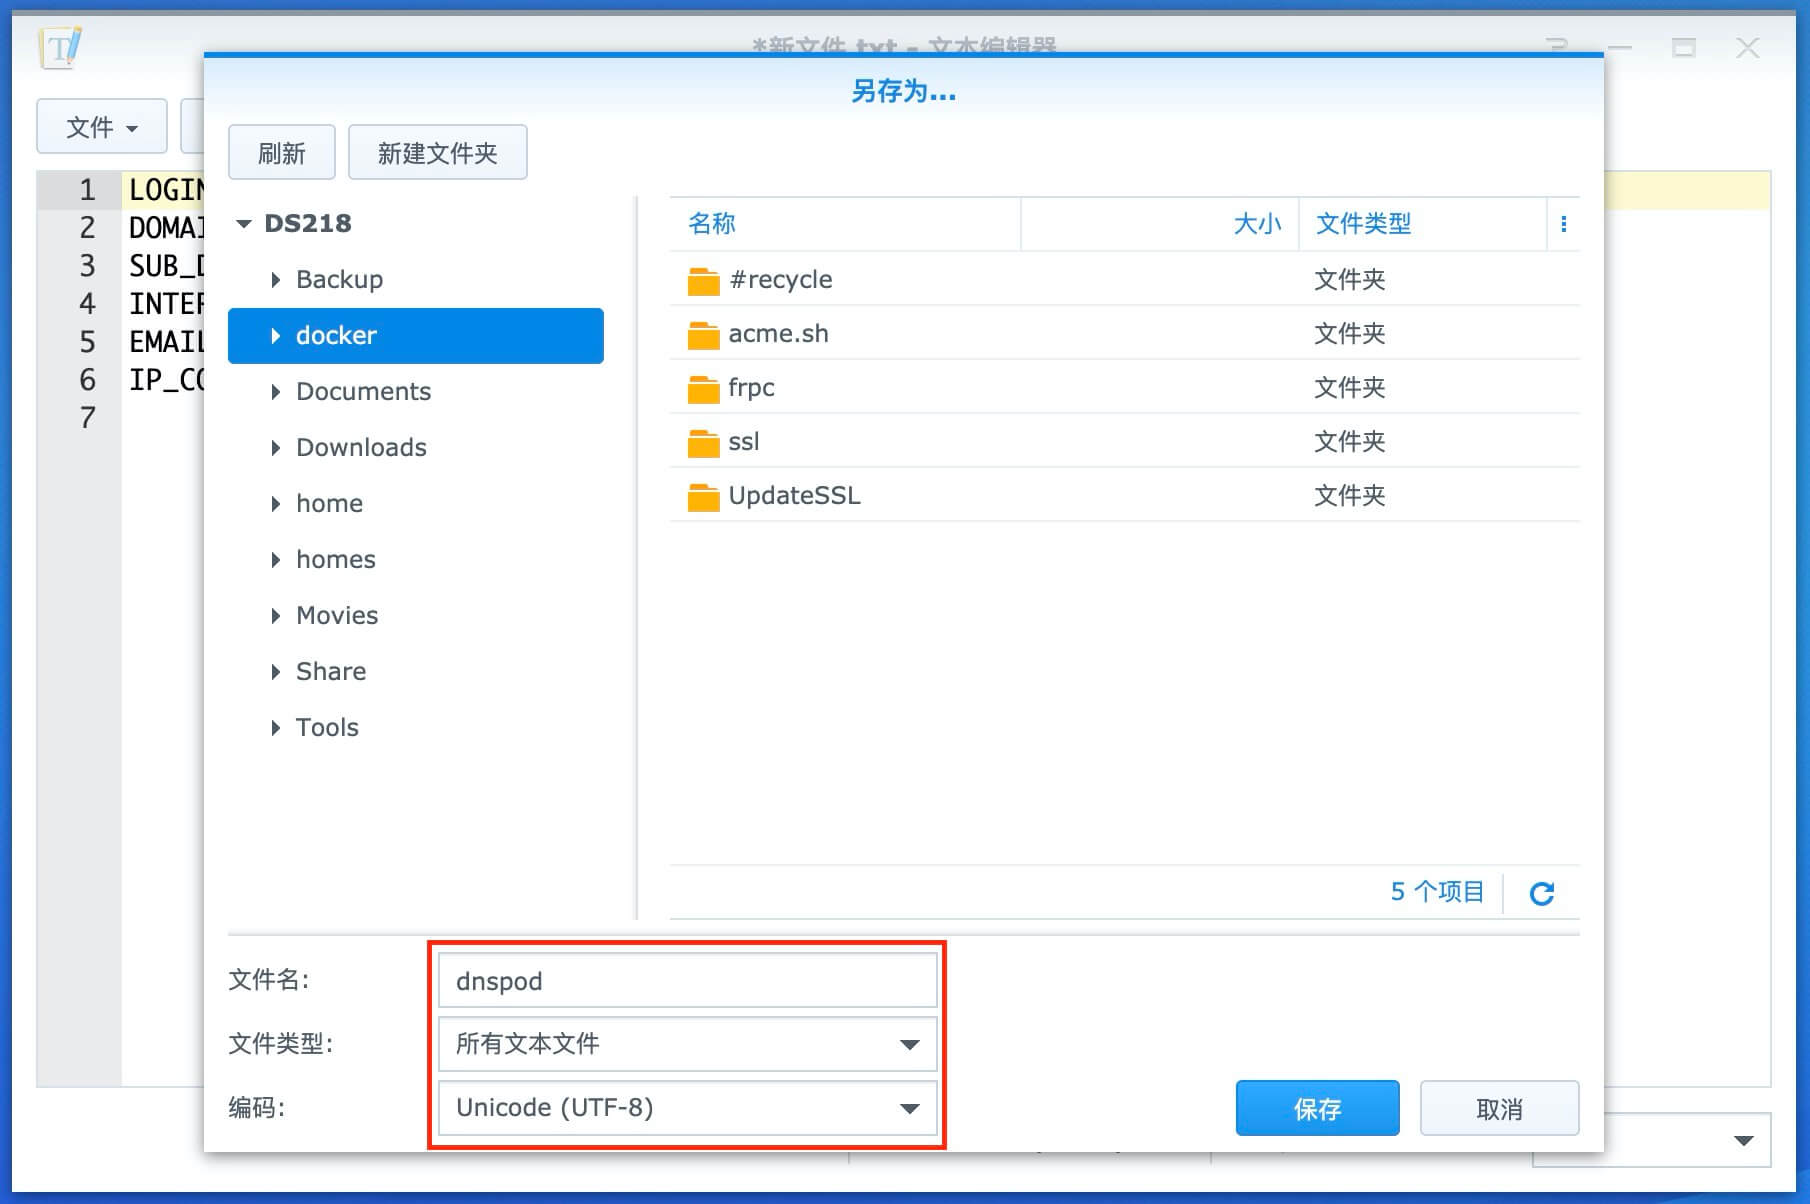 *新文件.txt - 文本编辑器
另存为...
文件
刷新
新建文件夹
1 LOGIN
2 DOMAI
3 SUB_D
4 INTER
5 EMAIL
6 IP_CO
7
DS218
Backup
docker
Documents
Downloads
home
homes
Movies
Share
Tools
名称 大小 文件类型
#recycle 文件夹
acme.sh 文件夹
frpc 文件夹
ssl 文件夹
UpdateSSL 文件夹
5 个项目
文件名: dnspod
文件类型: 所有文本文件
编码: Unicode (UTF-8)
保存
取消